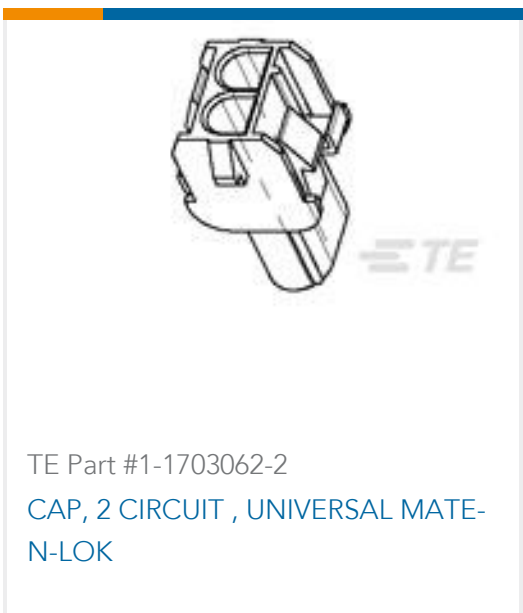 TE
TE Part #1-1703062-2
CAP, 2 CIRCUIT , UNIVERSAL MATE-
N-LOK